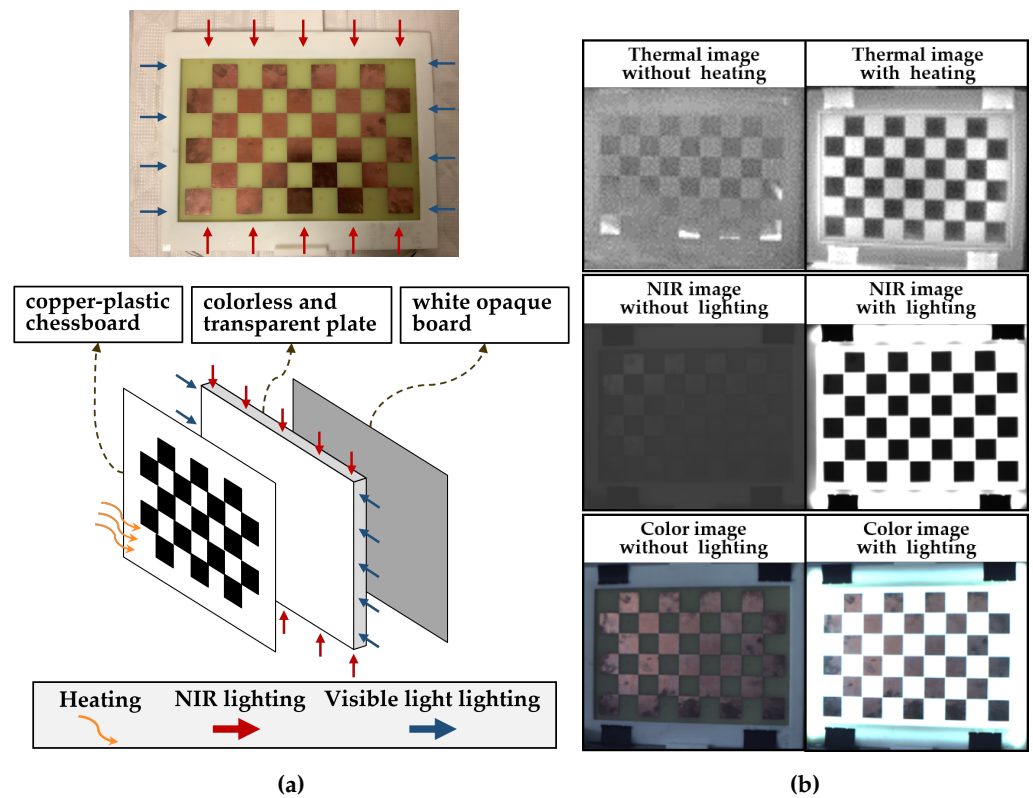 copper-plastic
chessboard
colorless and
transparent plate
white opaque
board
Heating
NIR lighting
Visible light lighting
(a)
Thermal image
without heating
Thermal image
with heating
NIR image
without lighting
NIR image
with lighting
Color image
without lighting
Color image
with lighting
(b)